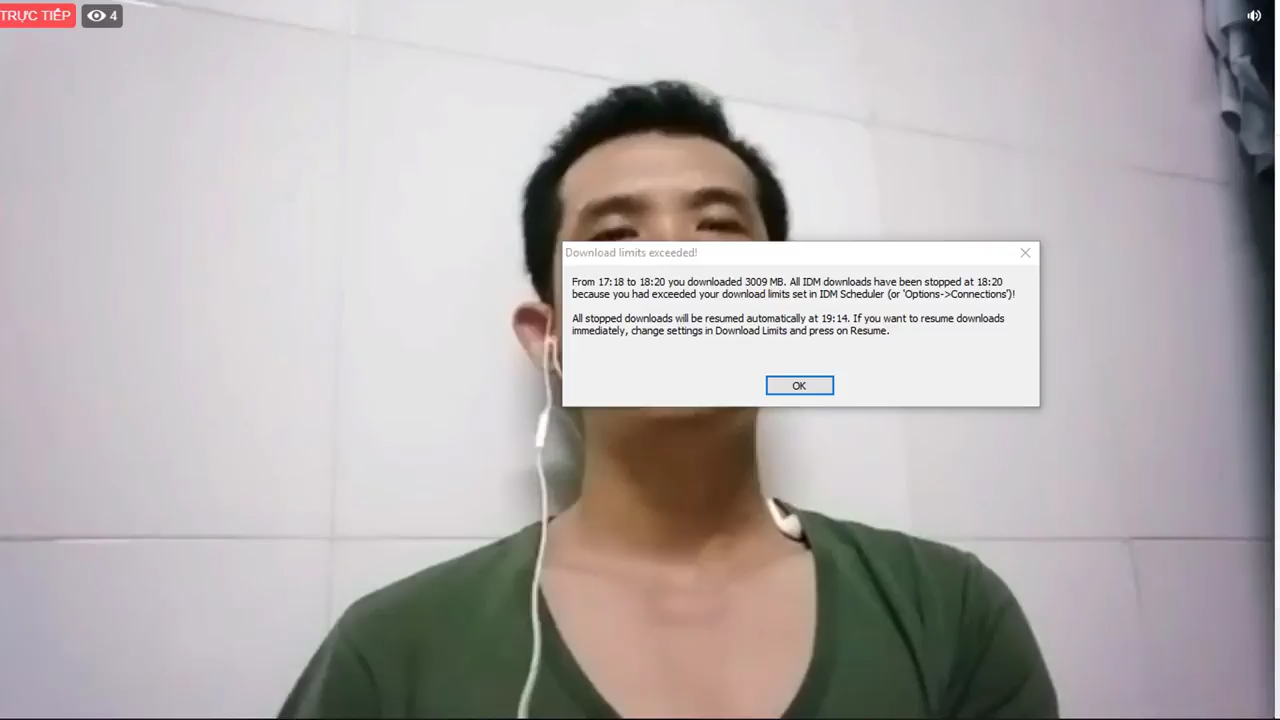 TRỰC TIẾP 4
Download limits exceeded!
From 17:18 to 18:20 you downloaded 3009 MB. All IDM downloads have been stopped at 18:20
because you had exceeded your download limits set in IDM Scheduler (or 'Options->Connections')!
All stopped downloads will be resumed automatically at 19:14. If you want to resume downloads
immediately, change settings in Download Limits and press on Resume.
OK